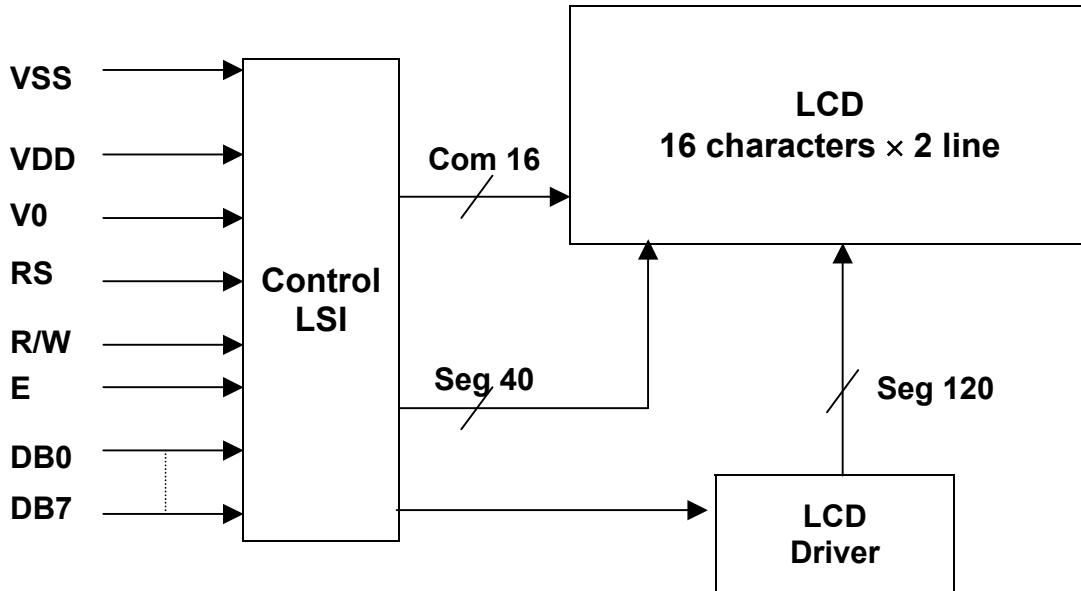 VSS
VDD
V0
RS
R/W
E
DB0
DB7
Control
LSI
Com 16
Seg 40
LCD
16 characters × 2 line
Seg 120
LCD
Driver